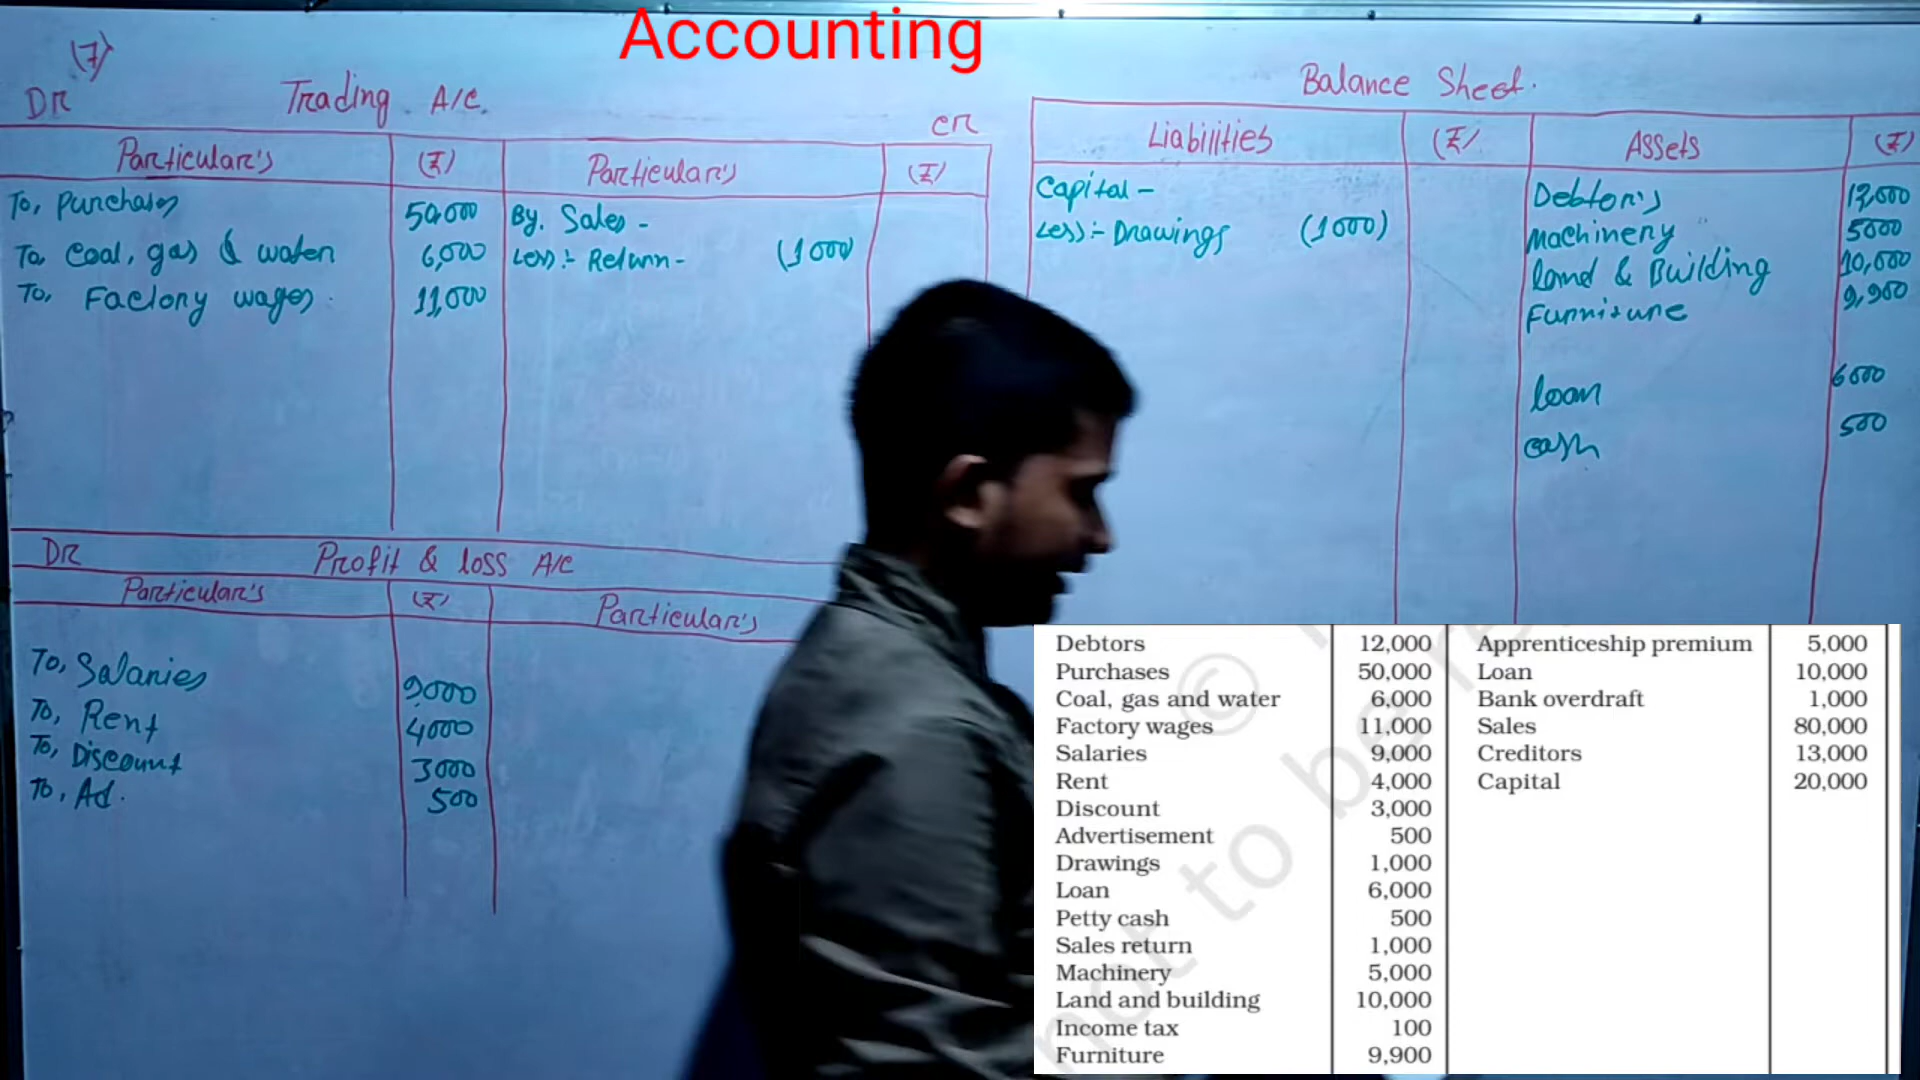 Accounting
(7)
DR Trading A/C. CR
Particular's (₹) Particular's (₹)
To, Purchases 50,000 By. Sales -
To, Coal, gas & water 6,000 Less:- Return- (1000)
To, Factory wages. 11,000
DR Profit & loss A/C
Particular's (₹) Particular's
To, Salaries 9000
To, Rent 4000
To, Discount 3000
To, Ad. 500
Balance Sheet.
Liabilities (₹) Assets (₹)
Capital - Debtor's 12,000
Less:- Drawings (1000) Machinery 5000
Land & Building 10,000
Furniture 9,900
loan 6000
cash 500
Debtors 12,000 Apprenticeship premium 5,000
Purchases 50,000 Loan 10,000
Coal, gas and water 6,000 Bank overdraft 1,000
Factory wages 11,000 Sales 80,000
Salaries 9,000 Creditors 13,000
Rent 4,000 Capital 20,000
Discount 3,000
Advertisement 500
Drawings 1,000
Loan 6,000
Petty cash 500
Sales return 1,000
Machinery 5,000
Land and building 10,000
Income tax 100
Furniture 9,900
not to be re